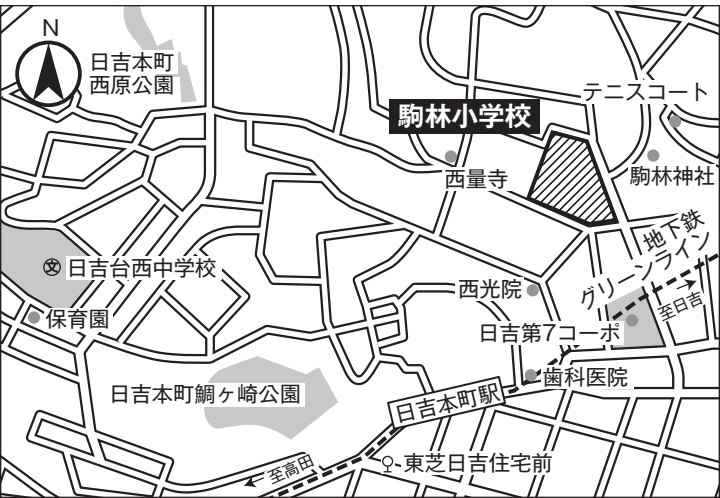 N
日吉本町
西原公園
テニスコート
駒林小学校
西量寺
駒林神社
地下鉄
グリーンライン
文 日吉台西中学校
至日吉
西光院
保育園
日吉第7コーポ
歯科医院
日吉本町鯛ヶ崎公園
日吉本町駅
東芝日吉住宅前
至高田